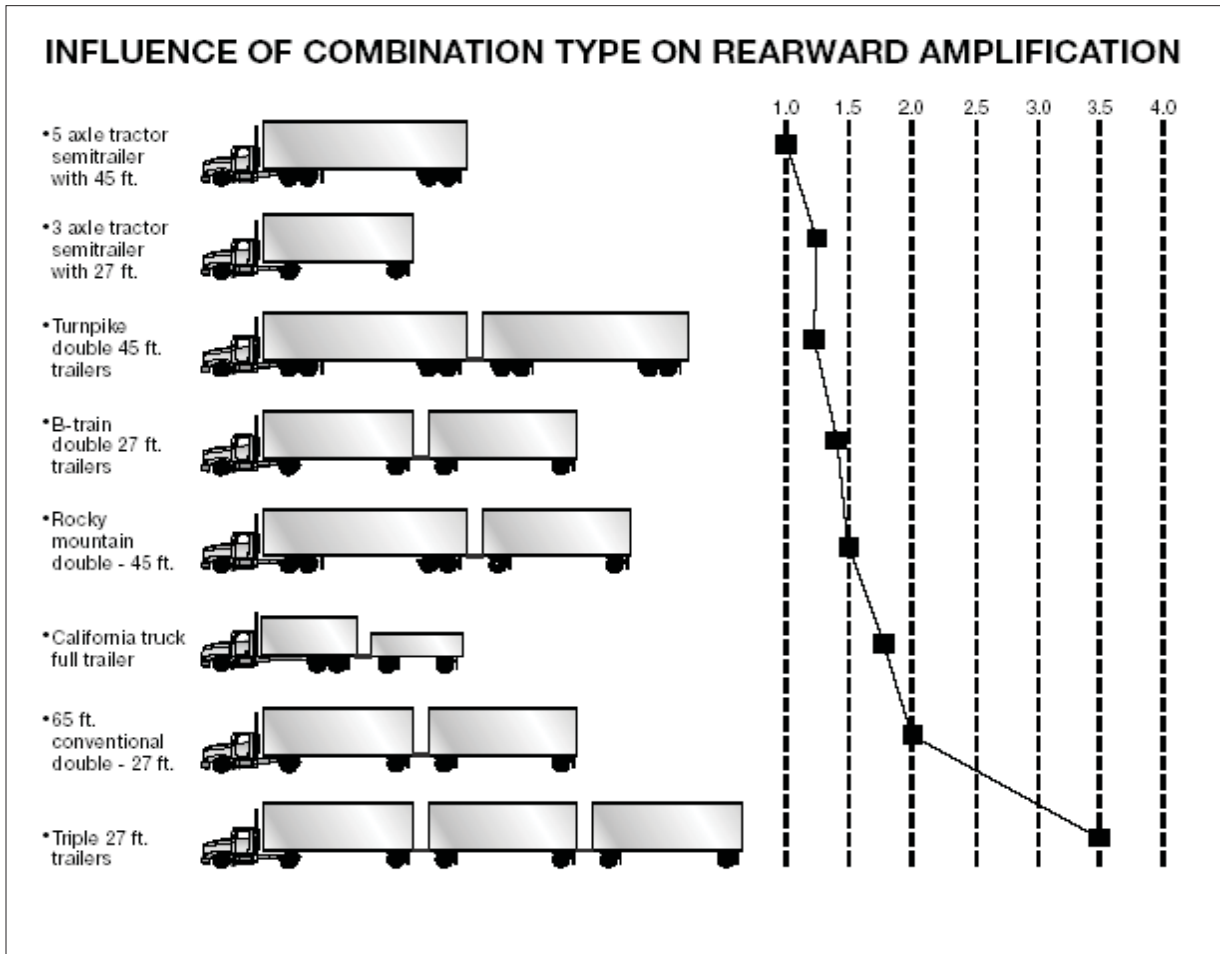 INFLUENCE OF COMBINATION TYPE ON REARWARD AMPLIFICATION
1.0 1.5 2.0 2.5 3.0 3.5 4.0
•5 axle tractor
semitrailer
with 45 ft.
•3 axle tractor
semitrailer
with 27 ft.
•Turnpike
double 45 ft.
trailers
•B-train
double 27 ft.
trailers
•Rocky
mountain
double - 45 ft.
•California truck
full trailer
•65 ft.
conventional
double - 27 ft.
•Triple 27 ft.
trailers